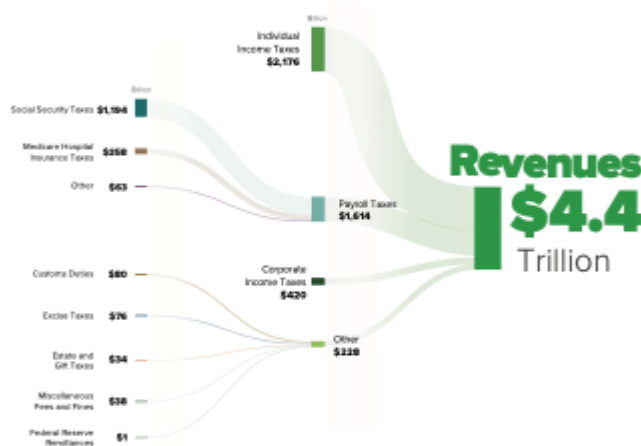 Billion
Individual
Income Taxes
$2,176
Billion
Social Security Taxes $1,194
Medicare Hospital
Insurance Taxes
$258
Other $63
Payroll Taxes
$1,614
Revenues
$4.4
Trillion
Customs Duties $80
Corporate
Income Taxes
$420
Excise Taxes $76
Other
$228
Estate and
Gift Taxes
$34
Miscellaneous
Fees and Fines
$38
Federal Reserve
Remittances
$1